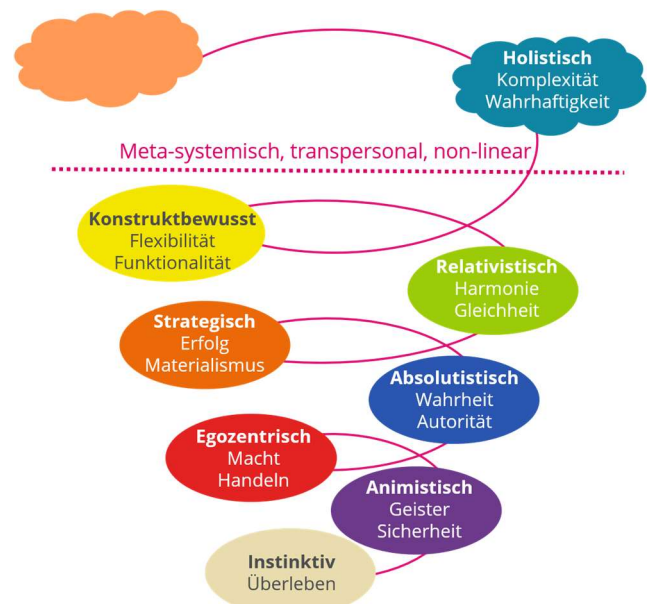 Holistisch
Komplexität
Wahrhaftigkeit
Meta-systemisch, transpersonal, non-linear
Konstruktbewusst
Flexibilität
Funktionalität
Relativistisch
Harmonie
Gleichheit
Strategisch
Erfolg
Materialismus
Absolutistisch
Wahrheit
Autorität
Egozentrisch
Macht
Handeln
Animistisch
Geister
Sicherheit
Instinktiv
Überleben